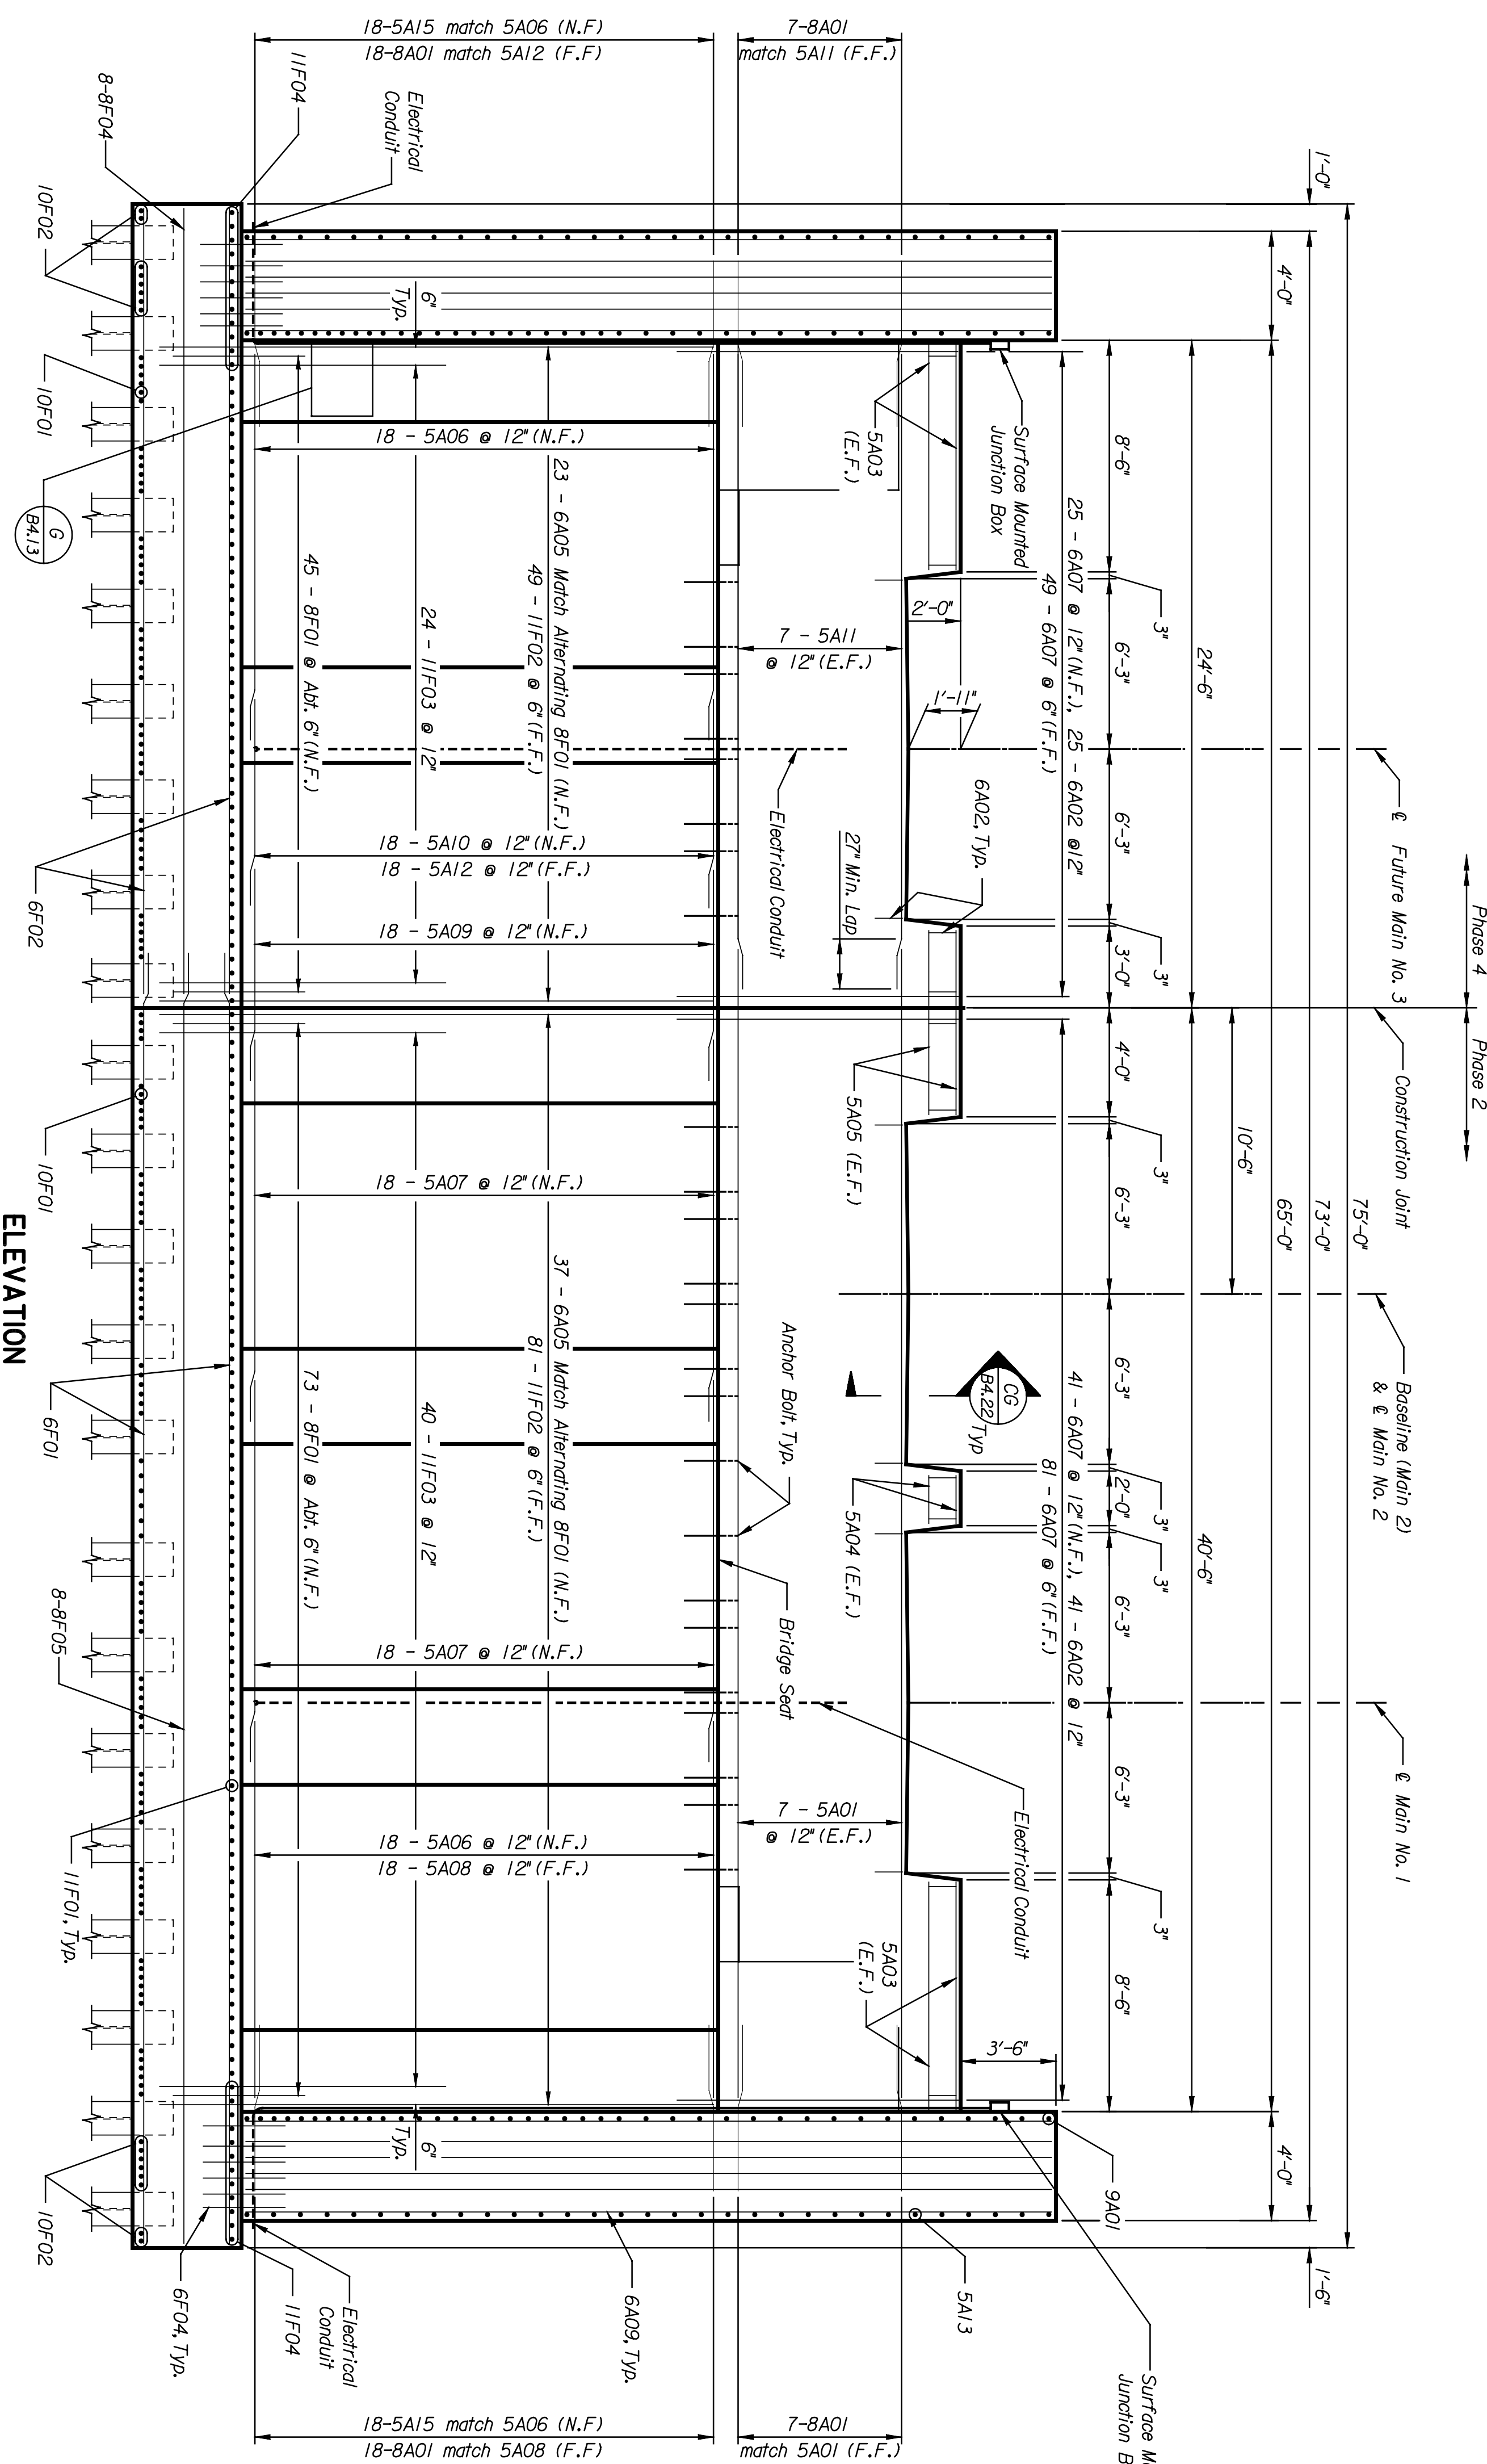 Phase 4
Phase 2
℄ Future Main No. 3
Construction Joint
Baseline (Main 2)
& ℄ Main No. 2
℄ Main No. 1
75'-0"
73'-0"
1'-0"
1'-6"
65'-0"
4'-0"
4'-0"
10'-6"
24'-6"
40'-6"
3"
3"
3"
3"
3"
3"
8'-6"
6'-3"
6'-3"
3'-0"
4'-0"
6'-3"
6'-3"
2'-0"
6'-3"
6'-3"
8'-6"
25 - 6A07 @ 12" (N.F.), 25 - 6A02 @12"
49 - 6A07 @ 6" (F.F.)
41 - 6A07 @ 12" (N.F.), 41 - 6A02 @ 12"
81 - 6A07 @ 6" (F.F.)
9A01
Surface Mounted
Junction Box
Surface M
Junction B
CG
B4.22
Typ
3'-6"
2'-0"
1'-11"
6A02, Typ.
5A03
(E.F.)
5A05 (E.F.)
5A04 (E.F.)
5A03
(E.F.)
5A13
27" Min. Lap
Electrical Conduit
Electrical Conduit
Anchor Bolt, Typ.
Bridge Seat
7-8A01
match 5A11 (F.F.)
7 - 5A11
@ 12" (E.F.)
7 - 5A01
@ 12" (E.F.)
7-8A01
match 5A01 (F.F.)
18-5A15 match 5A06 (N.F)
18-8A01 match 5A12 (F.F)
18 - 5A06 @ 12" (N.F.)
18 - 5A10 @ 12" (N.F.)
18 - 5A12 @ 12" (F.F.)
18 - 5A09 @ 12" (N.F.)
18 - 5A07 @ 12" (N.F.)
18 - 5A07 @ 12" (N.F.)
18 - 5A06 @ 12" (N.F.)
18 - 5A08 @ 12" (F.F.)
18-5A15 match 5A06 (N.F)
18-8A01 match 5A08 (F.F)
23 - 6A05 Match Alternating 8F01 (N.F.)
49 - 11F02 @ 6" (F.F.)
37 - 6A05 Match Alternating 8F01 (N.F.)
81 - 11F02 @ 6" (F.F.)
6"
Typ.
24 - 11F03 @ 12"
40 - 11F03 @ 12"
6"
Typ.
45 - 8F01 @ Abt. 6" (N.F.)
73 - 8F01 @ Abt. 6" (N.F.)
Electrical
Conduit
6A09, Typ.
Electrical
Conduit
11F04
11F04
8-8F04
6F04, Typ.
10F02
10F01
G
B4.13
6F02
10F01
6F01
8-8F05
11F01, Typ.
10F02
ELEVATION